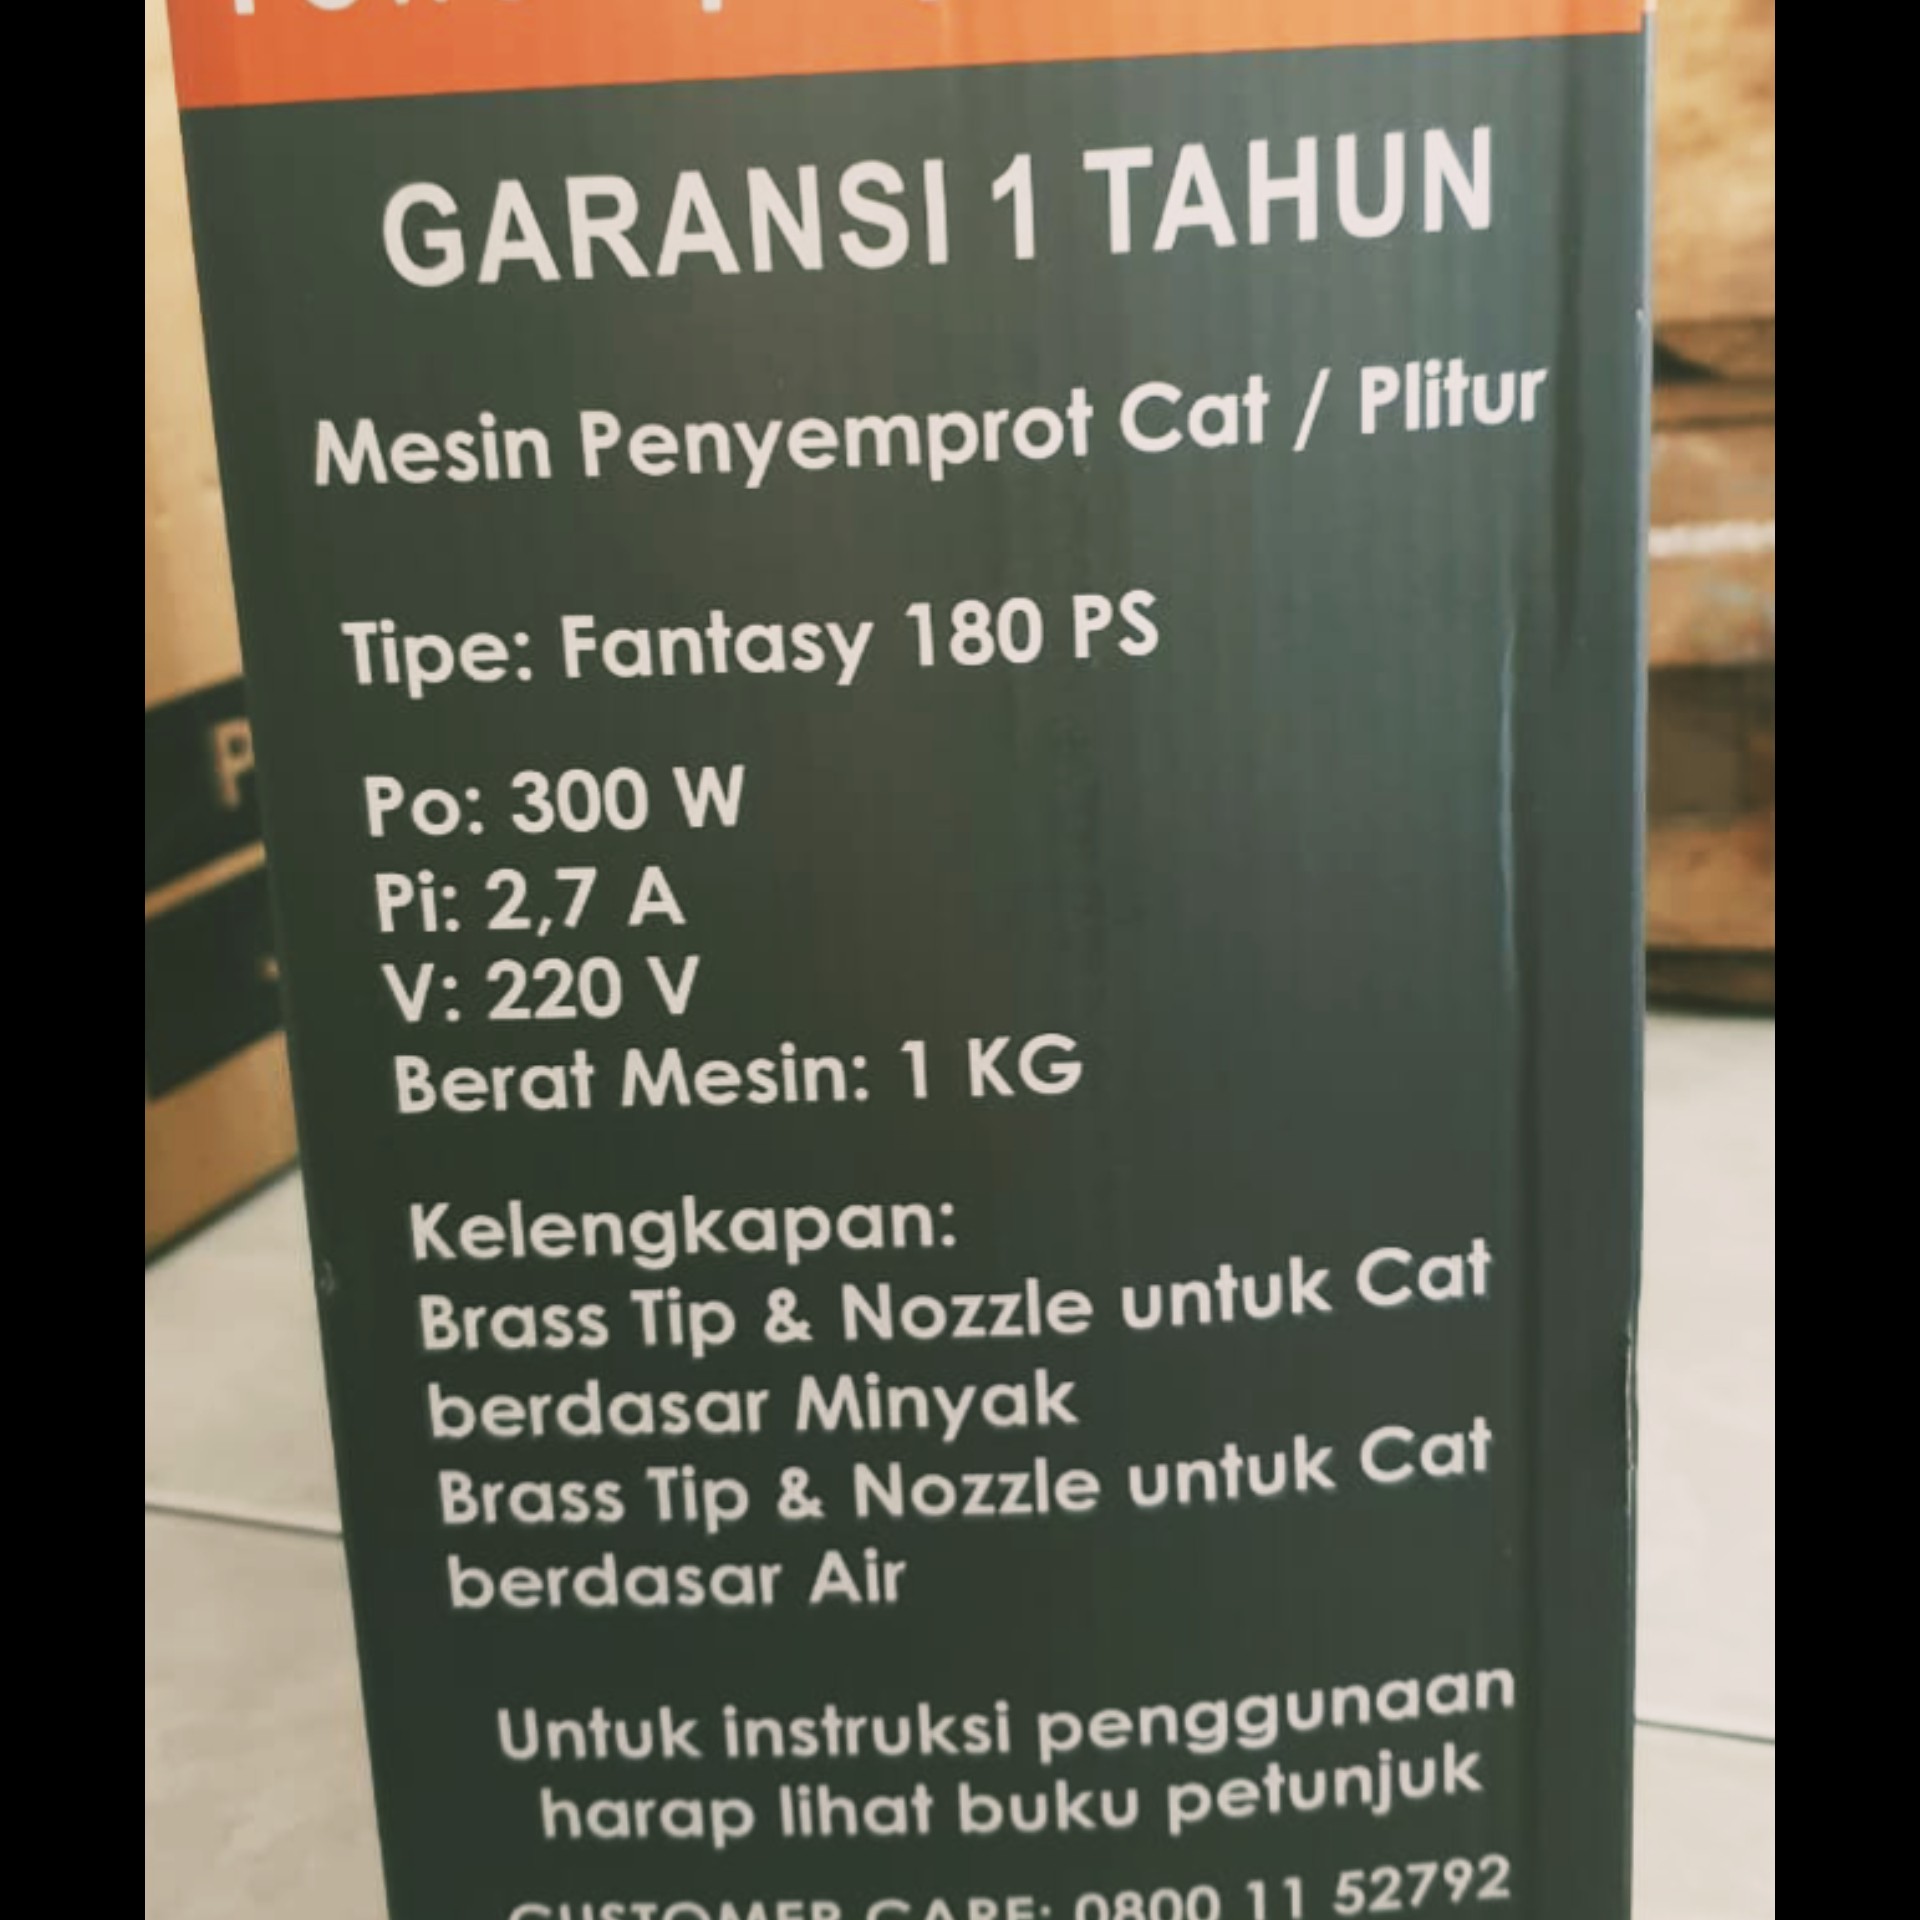 GARANSI 1 TAHUN
Mesin Penyemprot Cat / Plitur
Tipe: Fantasy 180 PS
Po: 300 W
Pi: 2,7 A
V: 220 V
Berat Mesin: 1 KG
Kelengkapan:
Brass Tip & Nozzle untuk Cat
berdasar Minyak
Brass Tip & Nozzle untuk Cat
berdasar Air
Untuk instruksi penggunaan
harap lihat buku petunjuk
CUSTOMER CARE: 0800 11 52792